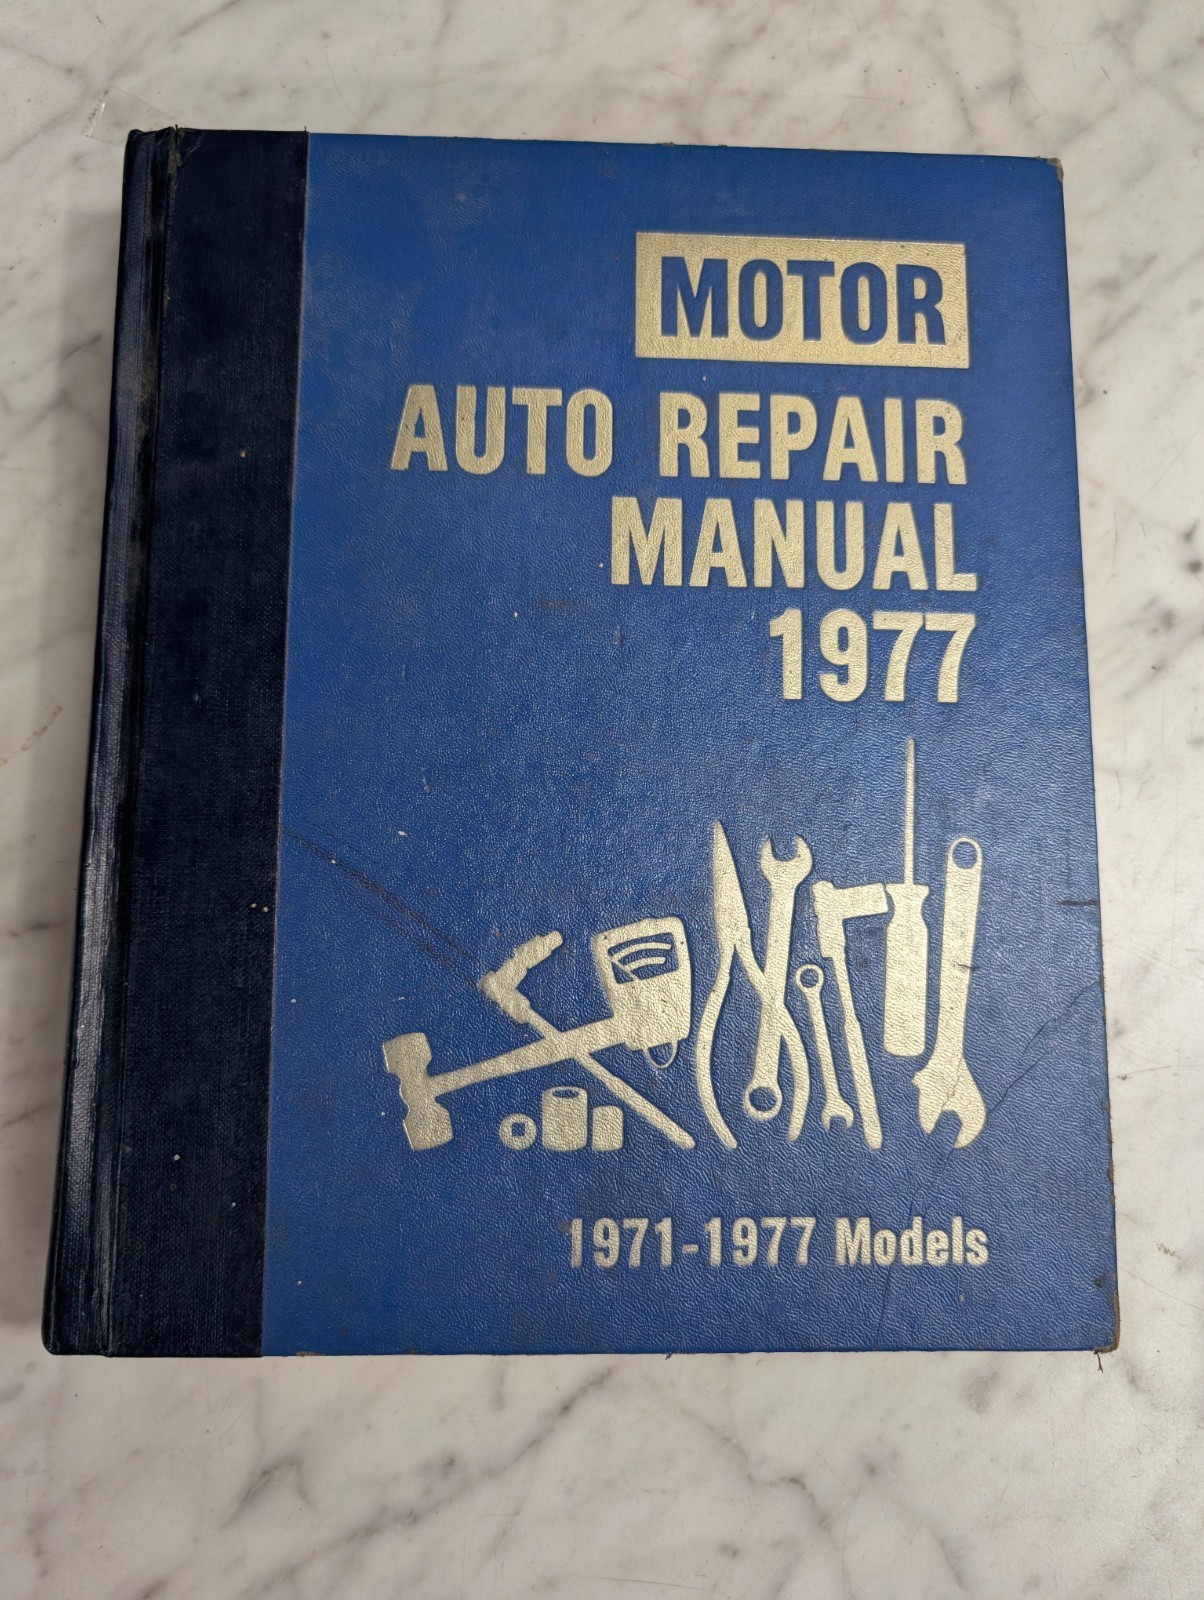 MOTOR
AUTO REPAIR
MANUAL
1977
1971-1977 Models